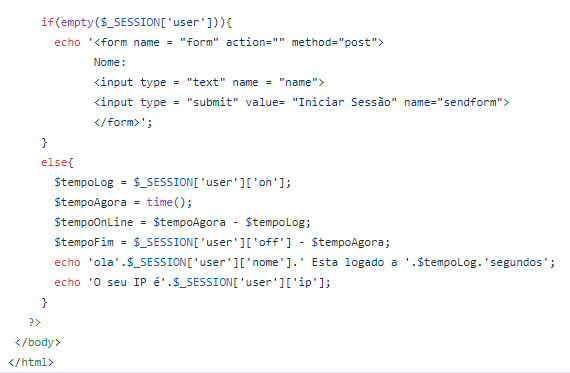 if(empty($_SESSION['user'])){
echo '<form name = "form" action="" method="post">
Nome:
<input type = "text" name = "name">
<input type = "submit" value= "Iniciar Sessão" name="sendform">
</form>';
}
else{
$tempoLog = $_SESSION['user']['on'];
$tempoAgora = time();
$tempoOnLine = $tempoAgora - $tempoLog;
$tempoFim = $_SESSION['user']['off'] - $tempoAgora;
echo 'ola'.$_SESSION['user']['nome'].' Esta logado a '.$tempoLog.'segundos';
echo 'O seu IP é'.$_SESSION['user']['ip'];
}
?>
</body>
</html>